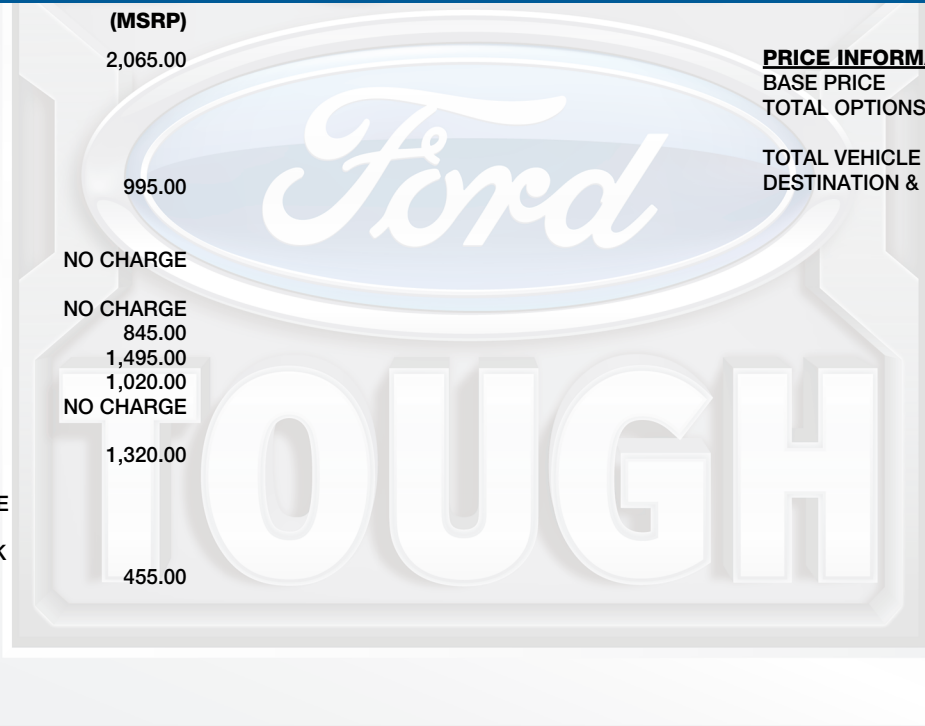 (MSRP)
2,065.00
995.00
NO CHARGE
NO CHARGE
845.00
1,495.00
1,020.00
NO CHARGE
1,320.00
E
K
455.00
PRICE INFORMA
BASE PRICE
TOTAL OPTIONS
TOTAL VEHICLE
DESTINATION &
Ford
TOUGH